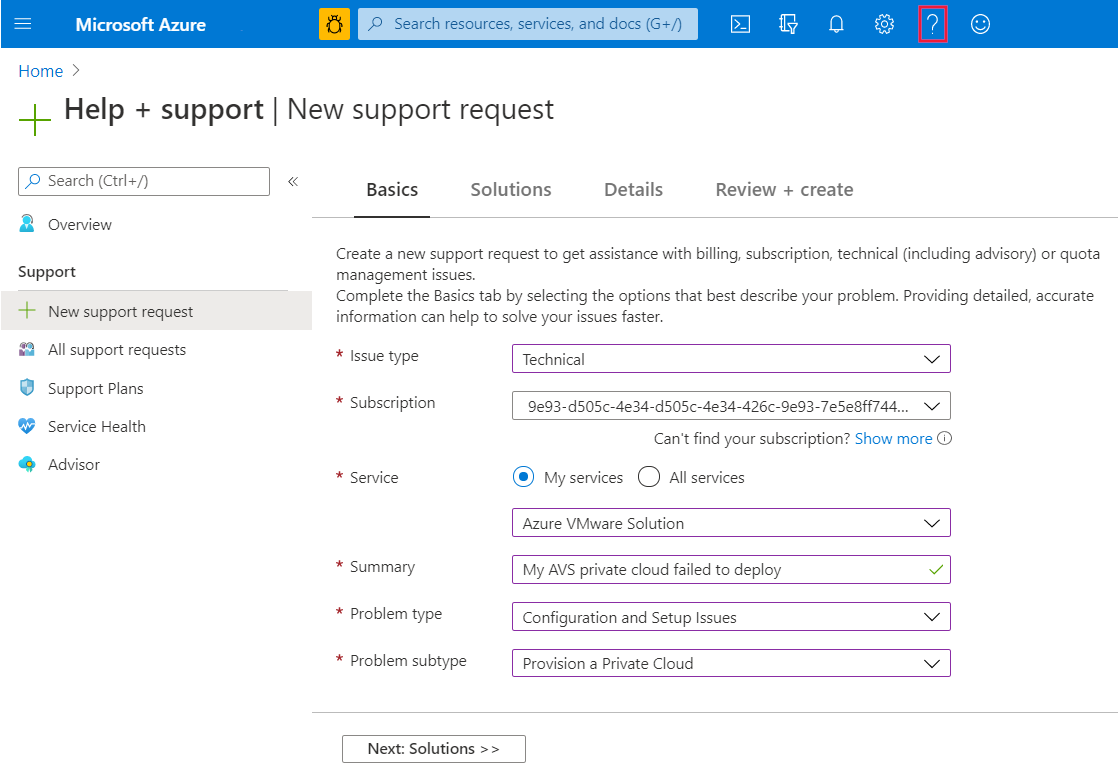 Microsoft Azure
Search resources, services, and docs (G+/)
Home >
Help + support | New support request
Search (Ctrl+/)
«
Overview
Support
New support request
All support requests
Support Plans
Service Health
Advisor
Basics Solutions Details Review + create
Create a new support request to get assistance with billing, subscription, technical (including advisory) or quota
management issues.
Complete the Basics tab by selecting the options that best describe your problem. Providing detailed, accurate
information can help to solve your issues faster.
* Issue type
Technical
* Subscription
9e93-d505c-4e34-d505c-4e34-426c-9e93-7e5e8ff744...
Can't find your subscription? Show more
* Service
My services All services
Azure VMware Solution
* Summary
My AVS private cloud failed to deploy
* Problem type
Configuration and Setup Issues
* Problem subtype
Provision a Private Cloud
Next: Solutions >>